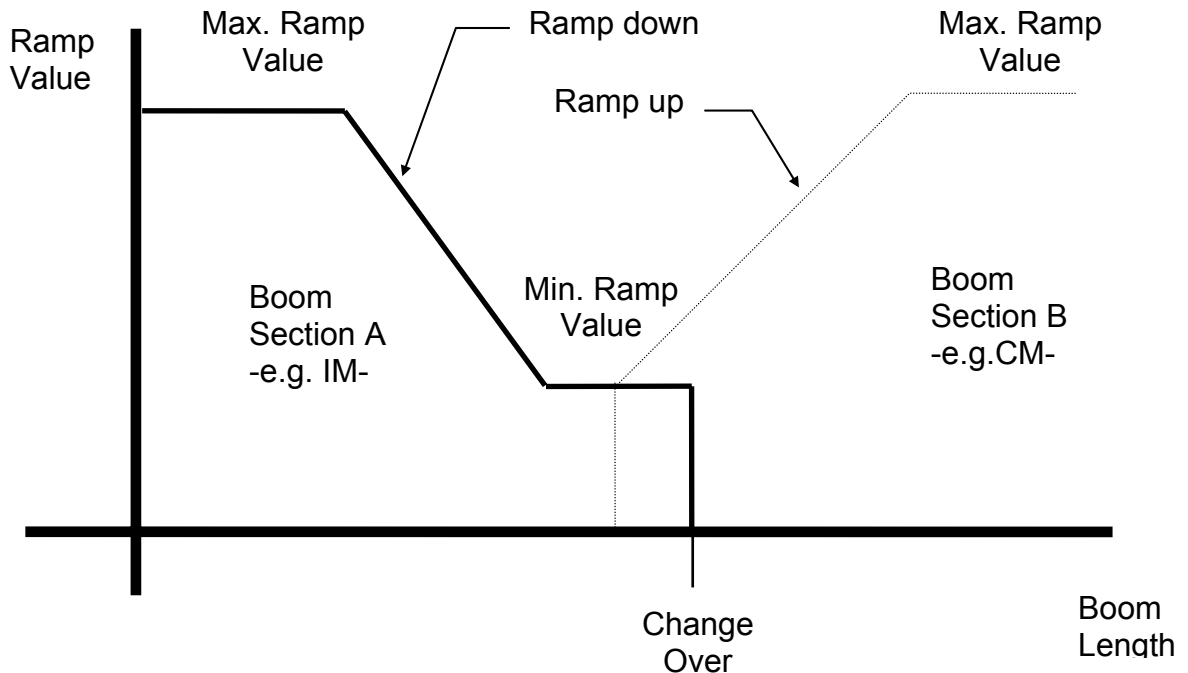 Ramp
Value
Max. Ramp
Value
Ramp down
Max. Ramp
Value
Ramp up
Boom
Section A
-e.g. IM-
Min. Ramp
Value
Boom
Section B
-e.g.CM-
Change
Over
Boom
Length